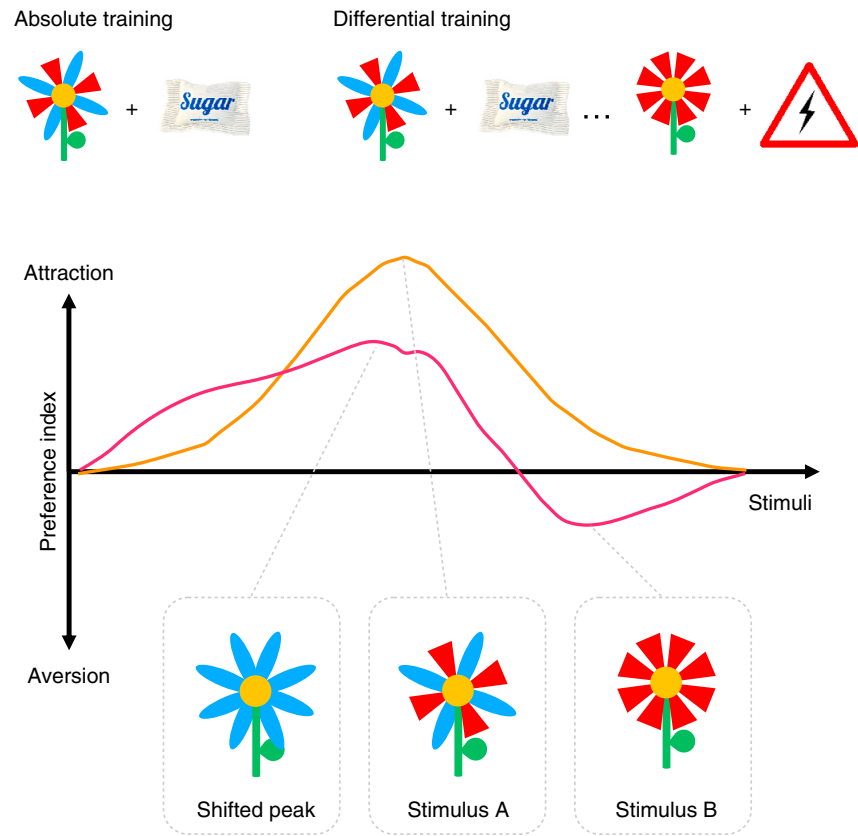 Absolute training
Differential training
+
Sugar
+
Sugar
...
+
Attraction
Preference index
Stimuli
Aversion
Shifted peak
Stimulus A
Stimulus B